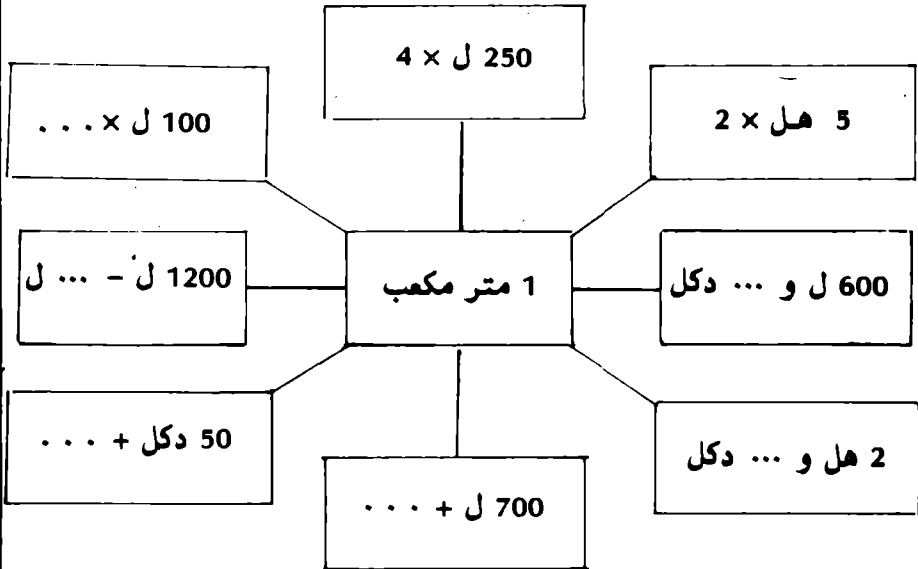 250 ل × 4
5 هل × 2
100 ل × . . .
1 متر مكعب
600 ل و ... دكل
1200 ل - ... ل
2 هل و ... دكل
50 دكل + . . .
700 ل + . . .